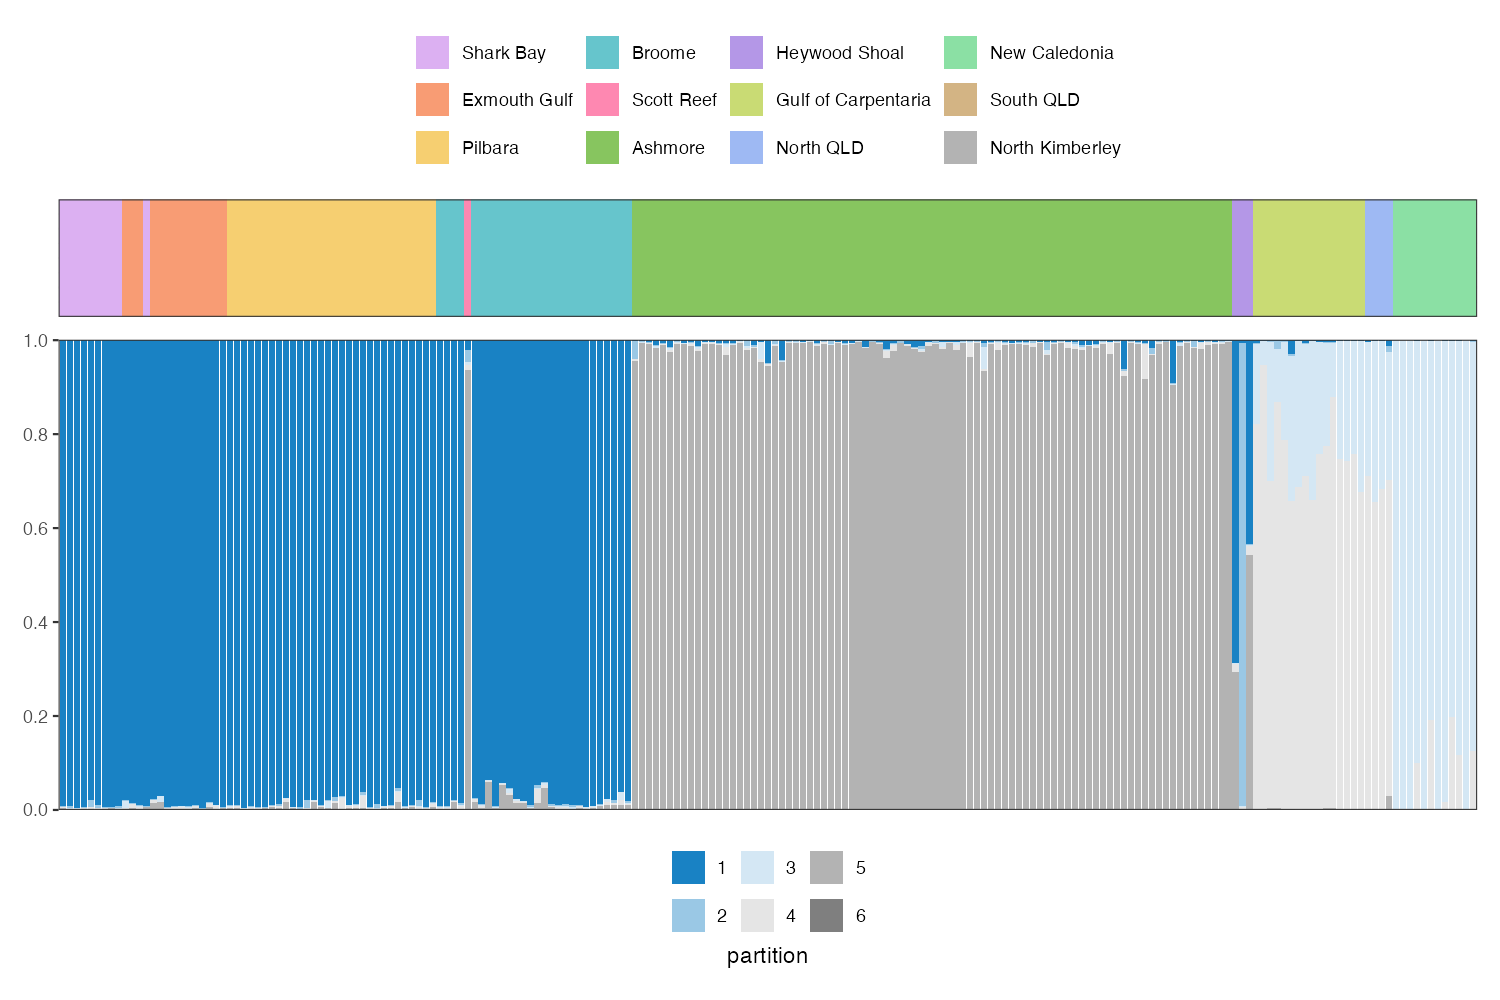 Shark Bay Broome Heywood Shoal New Caledonia
Exmouth Gulf Scott Reef Gulf of Carpentaria South QLD
Pilbara Ashmore North QLD North Kimberley
1.0
0.8
0.6
0.4
0.2
0.0
1 3 5
2 4 6
partition